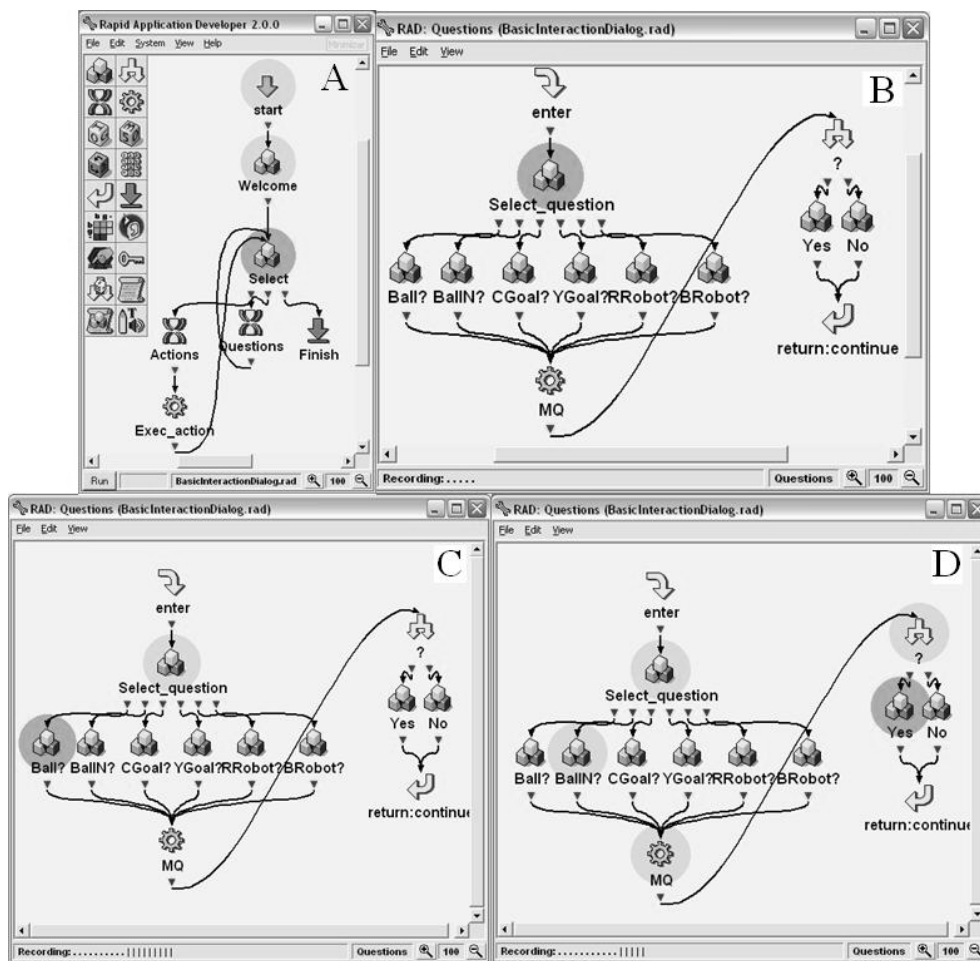 Rapid Application Developer 2.0.0
File Edit System View Help
Minimize
A
start
Welcome
Select
Actions
Questions
Finish
Exec_action
Run
BasicInteractionDialog.rad
100
RAD: Questions (BasicInteractionDialog.rad)
File Edit View
B
enter
?
Select_question
Yes No
Ball? BallN? CGoal? YGoal? RRobot? BRobot?
return:continue
MQ
Recording: . . . . .
Questions
100
RAD: Questions (BasicInteractionDialog.rad)
File Edit View
C
enter
?
Select_question
Yes No
Ball? BallN? CGoal? YGoal? RRobot? BRobot?
return:continue
MQ
Recording: . . . . . . . . . . | | | | | | | | |
Questions
100
RAD: Questions (BasicInteractionDialog.rad)
File Edit View
D
enter
?
Select_question
Yes No
Ball? BallN? CGoal? YGoal? RRobot? BRobot?
return:continue
MQ
Recording: . . . . . . . . . . | | | | |
Questions
100